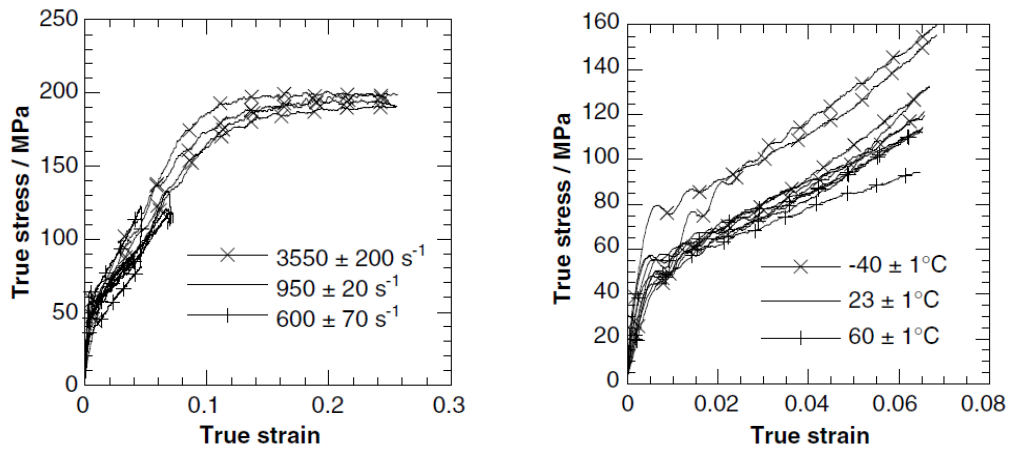 250
200
150
100
50
0
True stress / MPa
3550 ± 200 s⁻¹
950 ± 20 s⁻¹
600 ± 70 s⁻¹
0 0.1 0.2 0.3
True strain
160
140
120
100
80
60
40
20
0
True stress / MPa
-40 ± 1°C
23 ± 1°C
60 ± 1°C
0 0.02 0.04 0.06 0.08
True strain